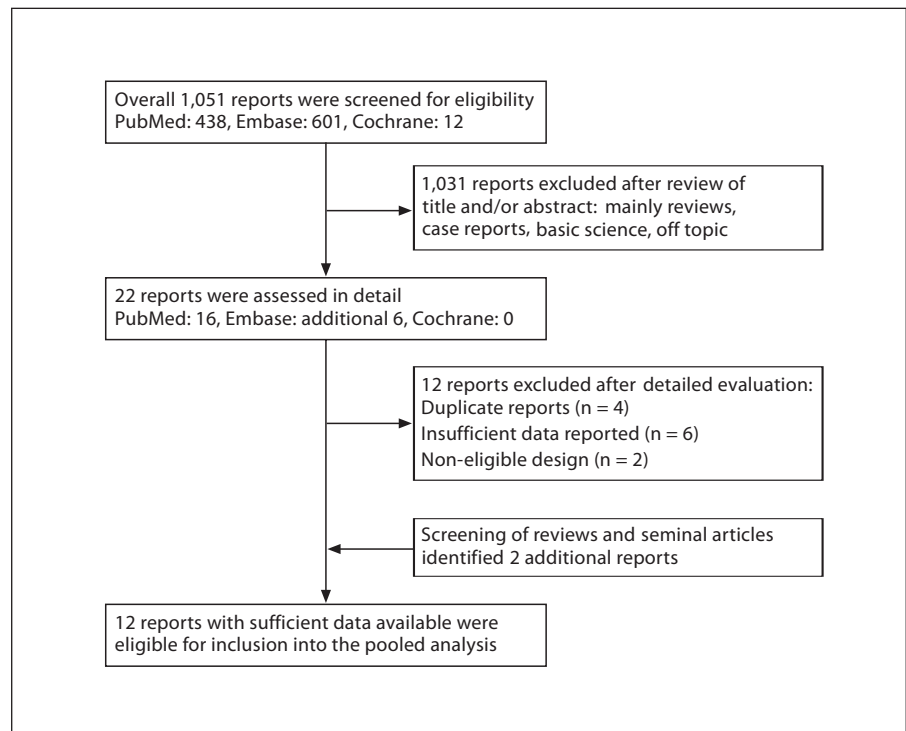 Overall 1,051 reports were screened for eligibility
PubMed: 438, Embase: 601, Cochrane: 12
1,031 reports excluded after review of
title and/or abstract: mainly reviews,
case reports, basic science, off topic
22 reports were assessed in detail
PubMed: 16, Embase: additional 6, Cochrane: 0
12 reports excluded after detailed evaluation:
Duplicate reports (n = 4)
Insufficient data reported (n = 6)
Non-eligible design (n = 2)
Screening of reviews and seminal articles
identified 2 additional reports
12 reports with sufficient data available were
eligible for inclusion into the pooled analysis